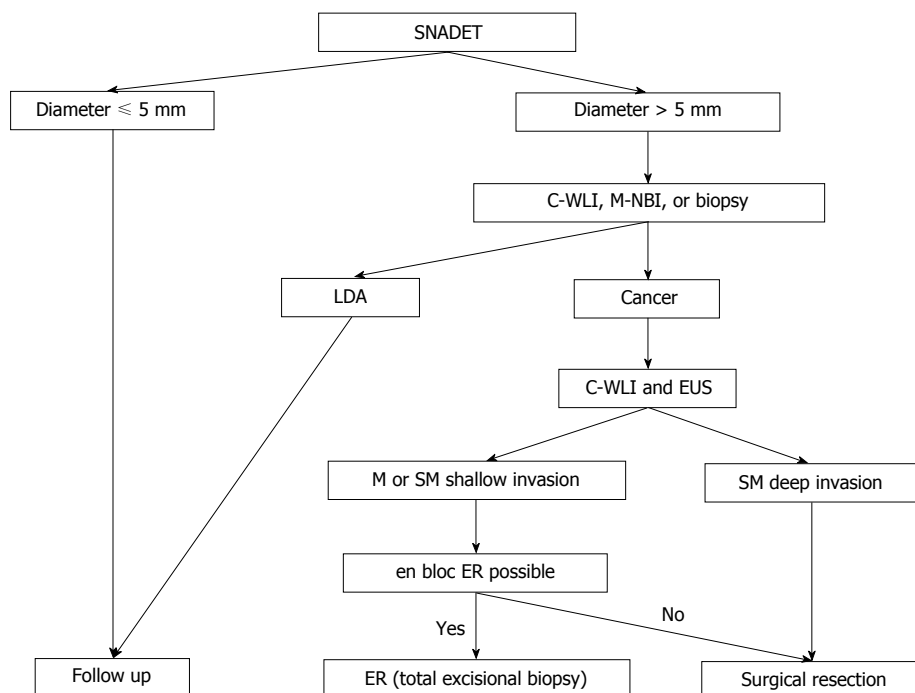 SNADET
Diameter ≤ 5 mm
Diameter > 5 mm
C-WLI, M-NBI, or biopsy
LDA
Cancer
C-WLI and EUS
M or SM shallow invasion
SM deep invasion
en bloc ER possible
Yes
No
Follow up
ER (total excisional biopsy)
Surgical resection